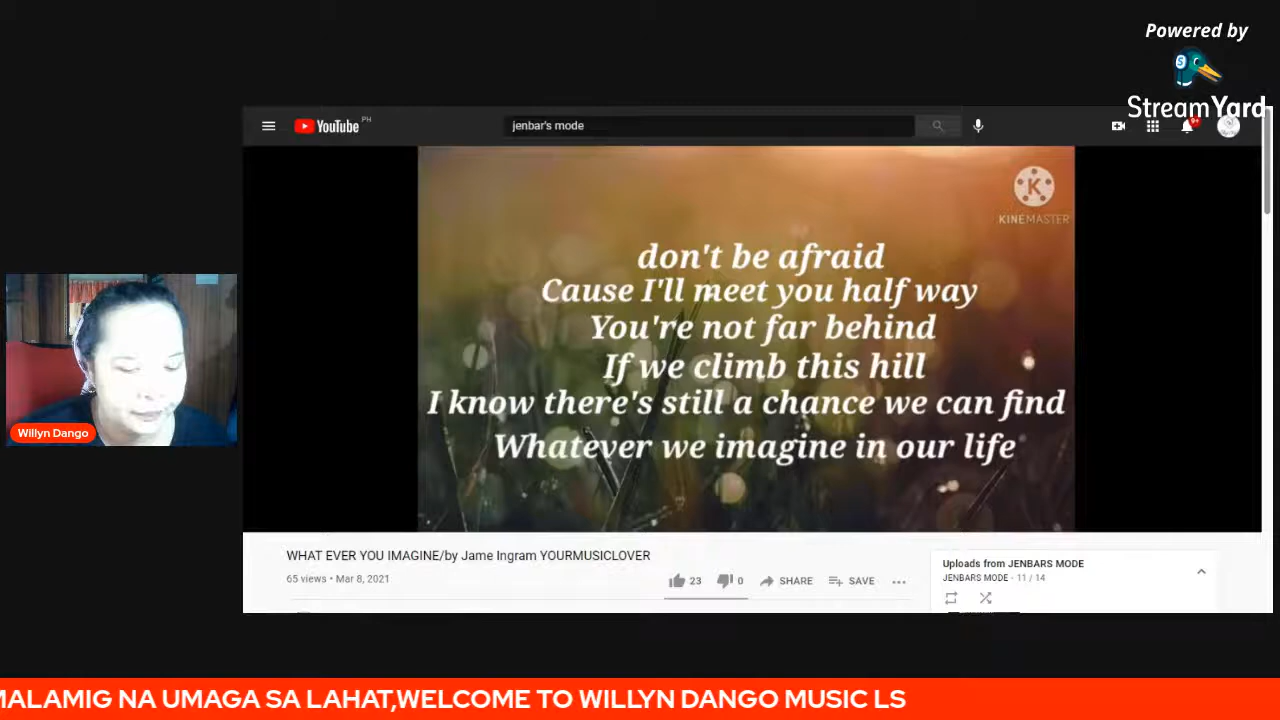 Powered by
StreamYard
YouTube PH
jenbar's mode
9+
K
KINEMASTER
don't be afraid
Cause I'll meet you half way
You're not far behind
If we climb this hill
I know there's still a chance we can find
Whatever we imagine in our life
Willyn Dango
WHAT EVER YOU IMAGINE/by Jame Ingram YOURMUSICLOVER
65 views • Mar 8, 2021
23 0 SHARE SAVE ...
Uploads from JENBARS MODE
JENBARS MODE - 11 / 14
MALAMIG NA UMAGA SA LAHAT,WELCOME TO WILLYN DANGO MUSIC LS